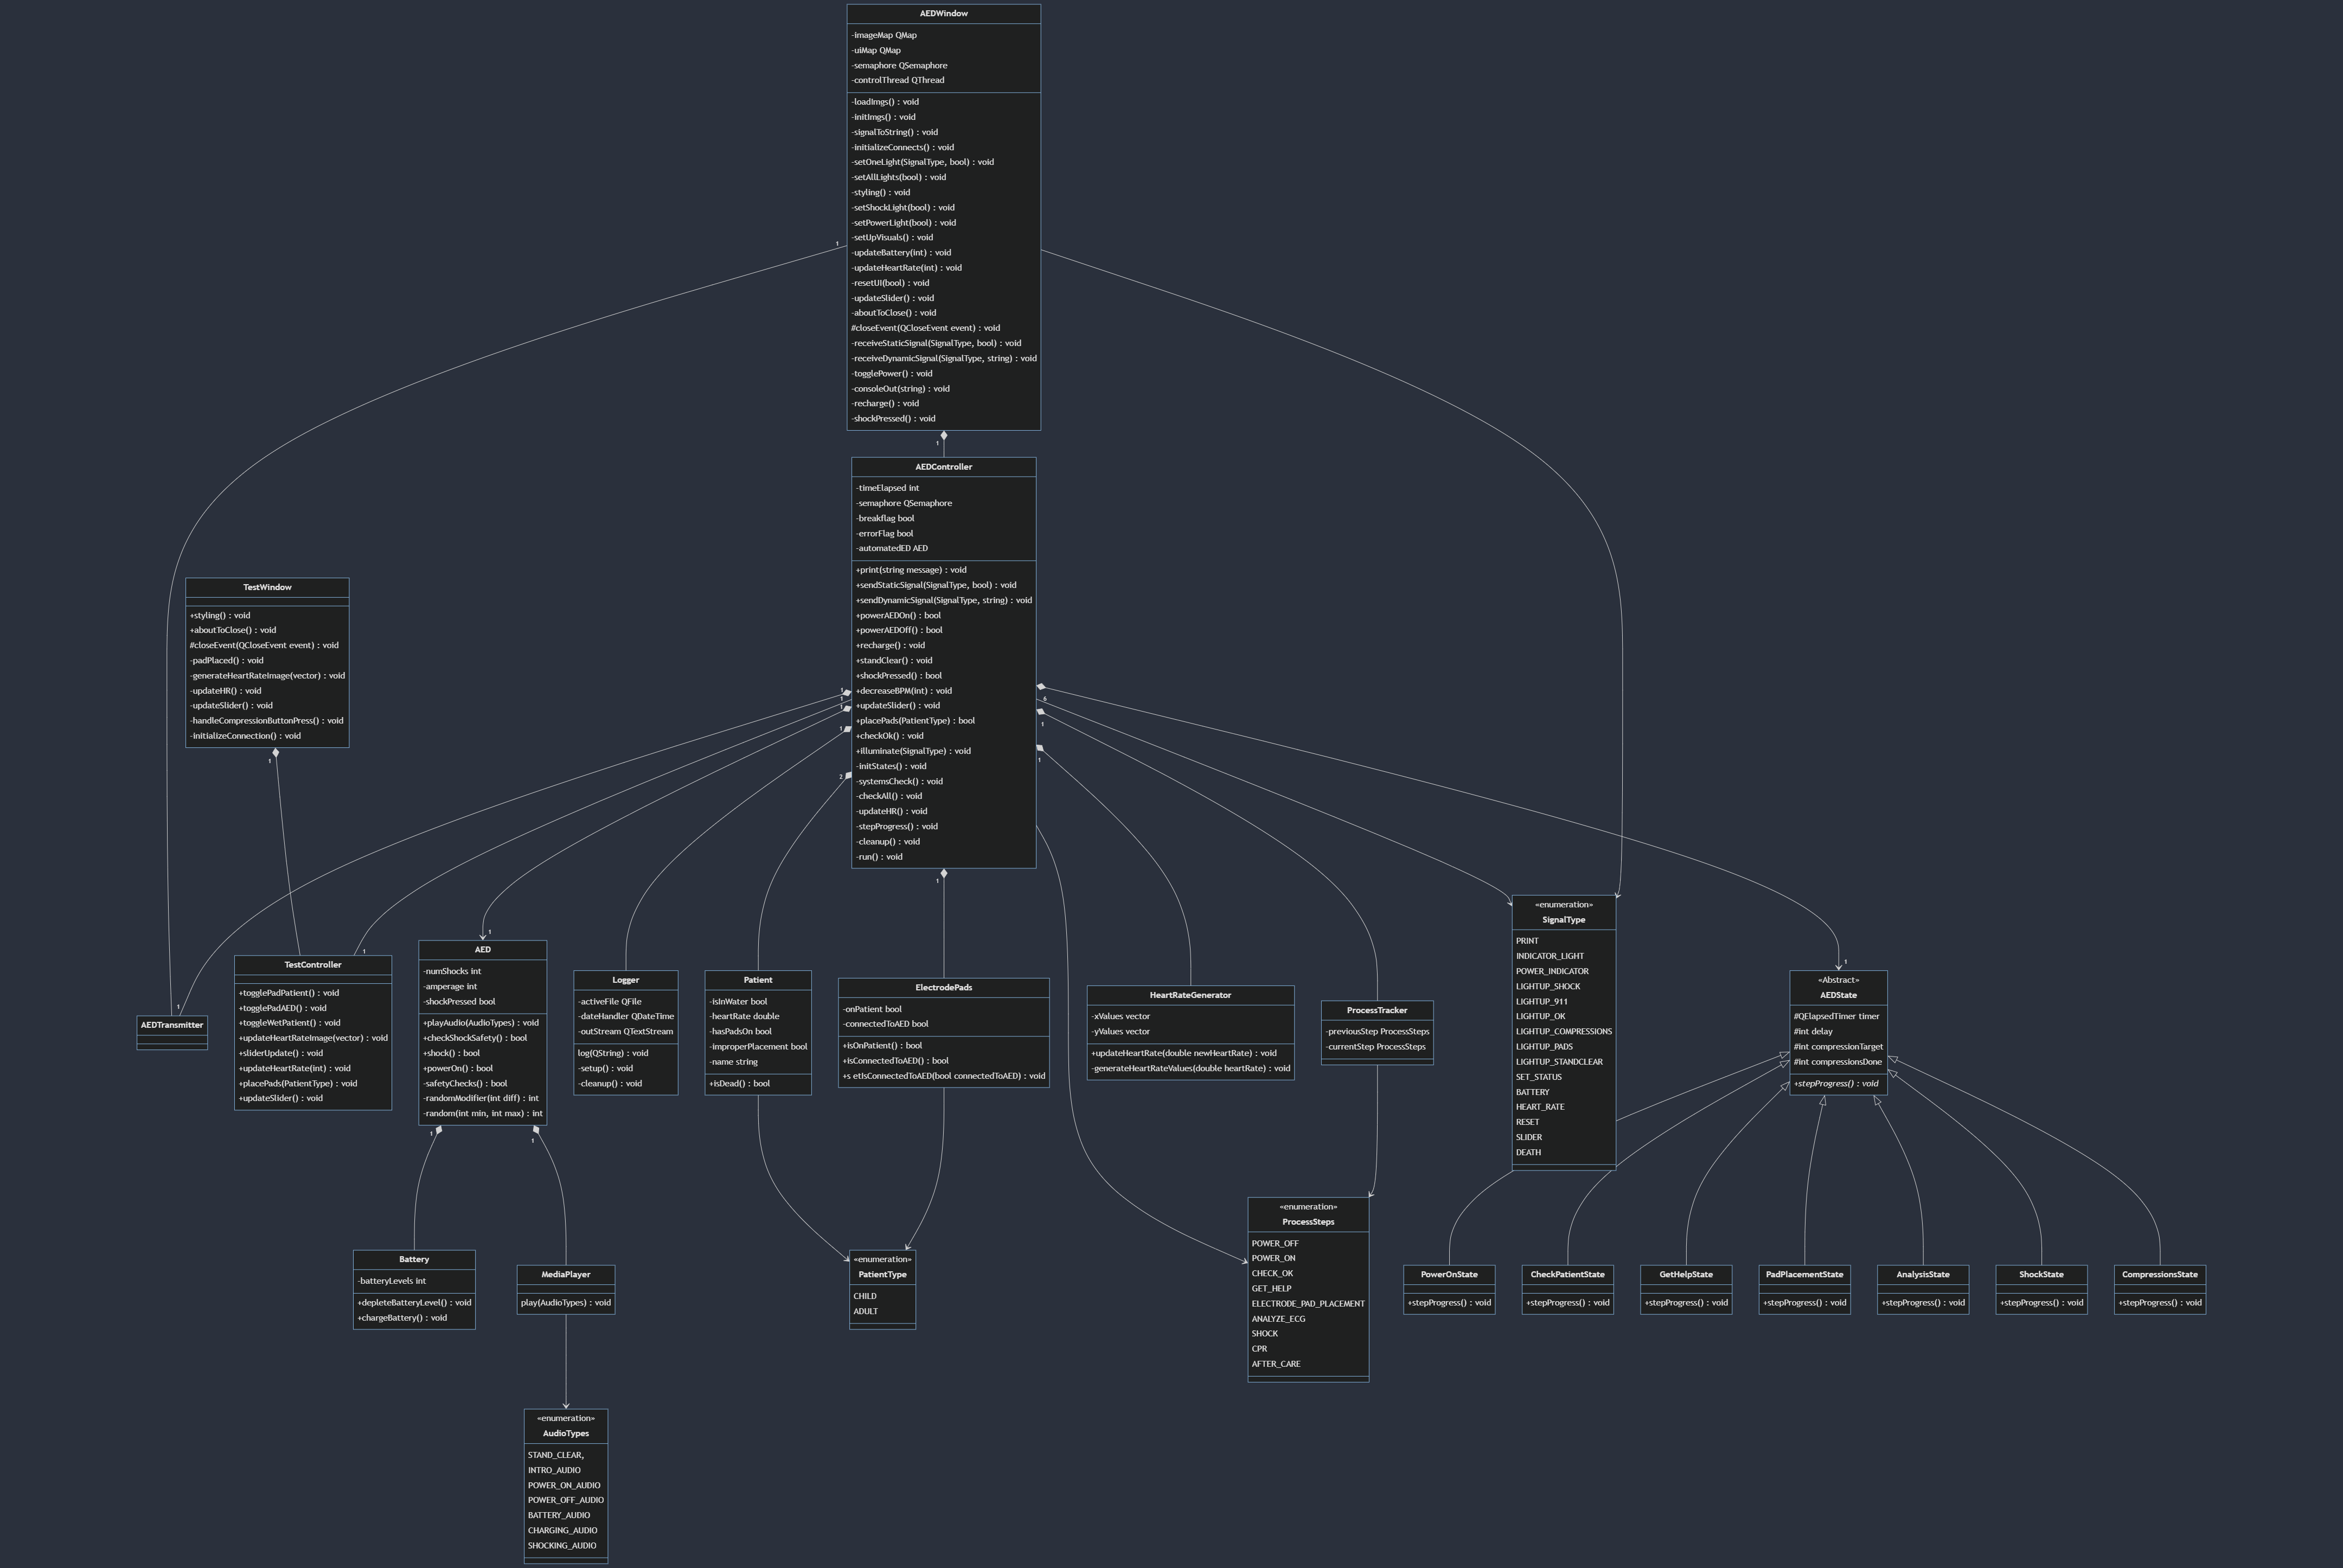 AEDWindow
-imageMap QMap
-uiMap QMap
-semaphore QSemaphore
-controlThread QThread
-loadImgs() : void
-initImgs() : void
-signalToString() : void
-initializeConnects() : void
-setOneLight(SignalType, bool) : void
-setAllLights(bool) : void
-styling() : void
-setShockLight(bool) : void
-setPowerLight(bool) : void
-setUpVisuals() : void
-updateBattery(int) : void
-updateHeartRate(int) : void
-resetUI(bool) : void
-updateSlider() : void
-aboutToClose() : void
#closeEvent(QCloseEvent event) : void
-receiveStaticSignal(SignalType, bool) : void
-receiveDynamicSignal(SignalType, string) : void
-togglePower() : void
-consoleOut(string) : void
-recharge() : void
-shockPressed() : void
1
1
AEDController
-timeElapsed int
-semaphore QSemaphore
-breakflag bool
-errorFlag bool
-automatedED AED
+print(string message) : void
+sendStaticSignal(SignalType, bool) : void
+sendDynamicSignal(SignalType, string) : void
+powerAEDOn() : bool
+powerAEDOff() : bool
+recharge() : void
+standClear() : void
+shockPressed() : bool
+decreaseBPM(int) : void
+updateSlider() : void
+placePads(PatientType) : bool
+checkOk() : void
+illuminate(SignalType) : void
-initStates() : void
-systemsCheck() : void
-checkAll() : void
-updateHR() : void
-stepProgress() : void
-cleanup() : void
-run() : void
1
1
1
1
2
1
6
1
1
TestWindow
+styling() : void
+aboutToClose() : void
#closeEvent(QCloseEvent event) : void
-padPlaced() : void
-generateHeartRateImage(vector) : void
-updateHR() : void
-updateSlider() : void
-handleCompressionButtonPress() : void
-initializeConnection() : void
1
1
AEDTransmitter
1
TestController
+togglePadPatient() : void
+togglePadAED() : void
+toggleWetPatient() : void
+updateHeartRateImage(vector) : void
+sliderUpdate() : void
+updateHeartRate(int) : void
+placePads(PatientType) : void
+updateSlider() : void
1
AED
-numShocks int
-amperage int
-shockPressed bool
+playAudio(AudioTypes) : void
+checkShockSafety() : bool
+shock() : bool
+powerOn() : bool
-safetyChecks() : bool
-randomModifier(int diff) : int
-random(int min, int max) : int
1
1
Logger
-activeFile QFile
-dateHandler QDateTime
-outStream QTextStream
log(QString) : void
-setup() : void
-cleanup() : void
Patient
-isInWater bool
-heartRate double
-hasPadsOn bool
-improperPlacement bool
-name string
+isDead() : bool
ElectrodePads
-onPatient bool
-connectedToAED bool
+isOnPatient() : bool
+isConnectedToAED() : bool
+s etIsConnectedToAED(bool connectedToAED) : void
HeartRateGenerator
-xValues vector
-yValues vector
+updateHeartRate(double newHeartRate) : void
-generateHeartRateValues(double heartRate) : void
ProcessTracker
-previousStep ProcessSteps
-currentStep ProcessSteps
«enumeration»
SignalType
PRINT
INDICATOR_LIGHT
POWER_INDICATOR
LIGHTUP_SHOCK
LIGHTUP_911
LIGHTUP_OK
LIGHTUP_COMPRESSIONS
LIGHTUP_PADS
LIGHTUP_STANDCLEAR
SET_STATUS
BATTERY
HEART_RATE
RESET
SLIDER
DEATH
1
«Abstract»
AEDState
#QElapsedTimer timer
#int delay
#int compressionTarget
#int compressionsDone
+stepProgress() : void
Battery
-batteryLevels int
+depleteBatteryLevel() : void
+chargeBattery() : void
MediaPlayer
play(AudioTypes) : void
«enumeration»
PatientType
CHILD
ADULT
«enumeration»
ProcessSteps
POWER_OFF
POWER_ON
CHECK_OK
GET_HELP
ELECTRODE_PAD_PLACEMENT
ANALYZE_ECG
SHOCK
CPR
AFTER_CARE
PowerOnState
+stepProgress() : void
CheckPatientState
+stepProgress() : void
GetHelpState
+stepProgress() : void
PadPlacementState
+stepProgress() : void
AnalysisState
+stepProgress() : void
ShockState
+stepProgress() : void
CompressionsState
+stepProgress() : void
«enumeration»
AudioTypes
STAND_CLEAR,
INTRO_AUDIO
POWER_ON_AUDIO
POWER_OFF_AUDIO
BATTERY_AUDIO
CHARGING_AUDIO
SHOCKING_AUDIO